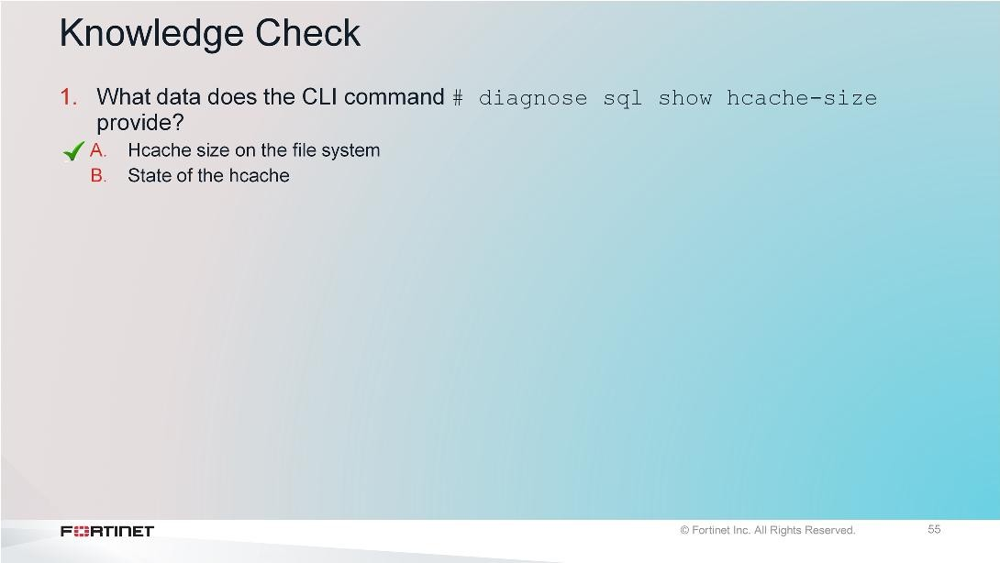 Knowledge Check
1. What data does the CLI command # diagnose sql show hcache-size
provide?
A. Hcache size on the file system
B. State of the hcache
FORTINET
© Fortinet Inc. All Rights Reserved.
55